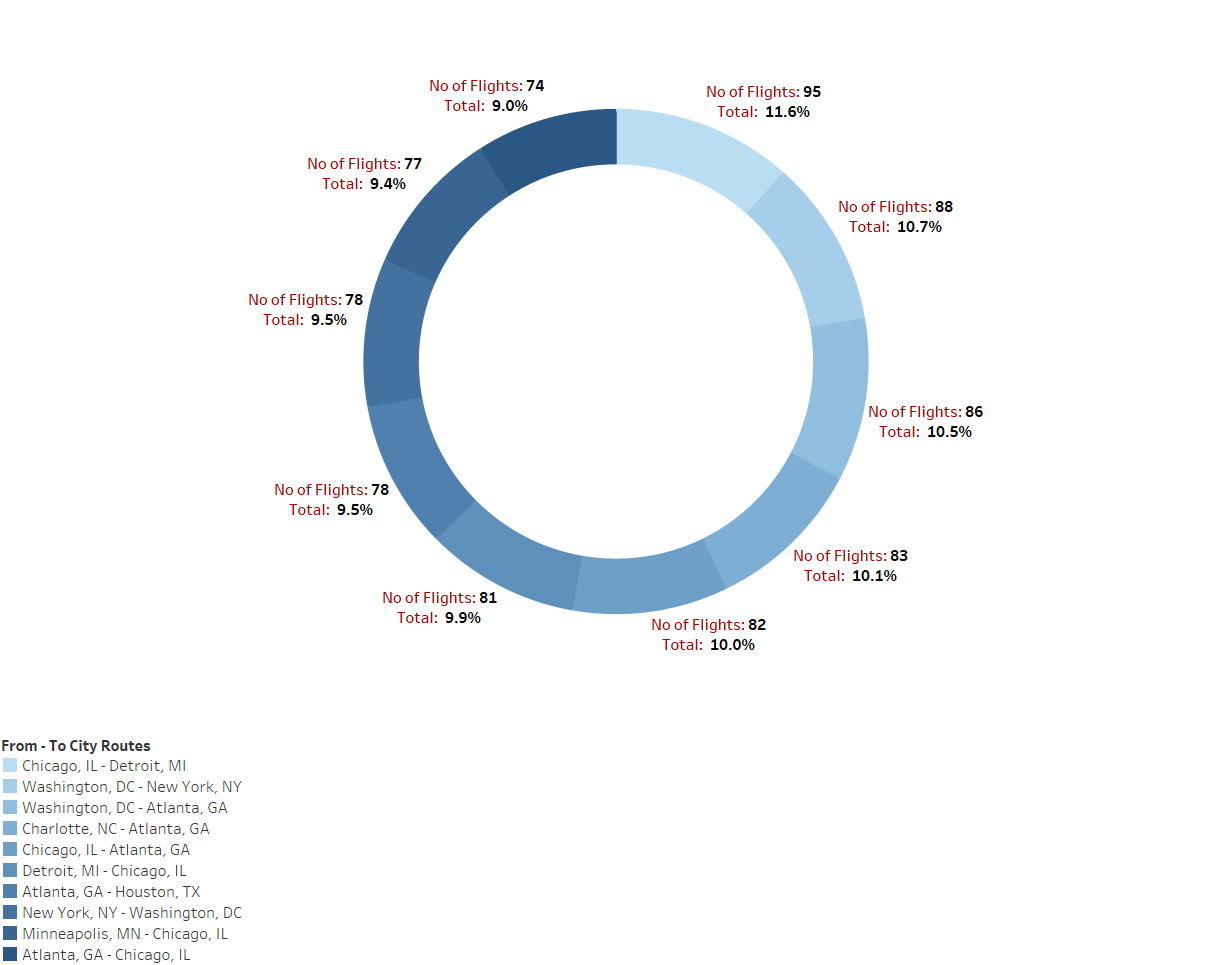 No of Flights: 74
Total: 9.0%
No of Flights: 95
Total: 11.6%
No of Flights: 77
Total: 9.4%
No of Flights: 88
Total: 10.7%
No of Flights: 78
Total: 9.5%
No of Flights: 86
Total: 10.5%
No of Flights: 78
Total: 9.5%
No of Flights: 83
Total: 10.1%
No of Flights: 81
Total: 9.9%
No of Flights: 82
Total: 10.0%
From - To City Routes
Chicago, IL - Detroit, MI
Washington, DC - New York, NY
Washington, DC - Atlanta, GA
Charlotte, NC - Atlanta, GA
Chicago, IL - Atlanta, GA
Detroit, MI - Chicago, IL
Atlanta, GA - Houston, TX
New York, NY - Washington, DC
Minneapolis, MN - Chicago, IL
Atlanta, GA - Chicago, IL